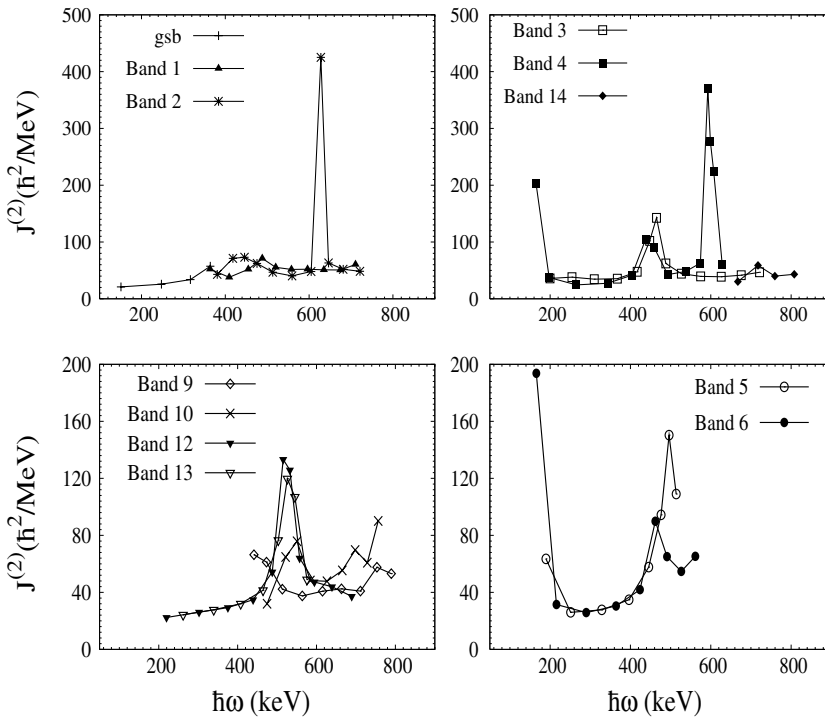 500
400
300
200
100
0
J(2)(ħ2/MeV)
gsb
Band 1
Band 2
200 400 600 800
500
400
300
200
100
0
Band 3
Band 4
Band 14
200 400 600 800
200
160
120
80
40
0
J(2)(ħ2/MeV)
Band 9
Band 10
Band 12
Band 13
200 400 600 800
ħω (keV)
200
160
120
80
40
0
Band 5
Band 6
200 400 600 800
ħω (keV)